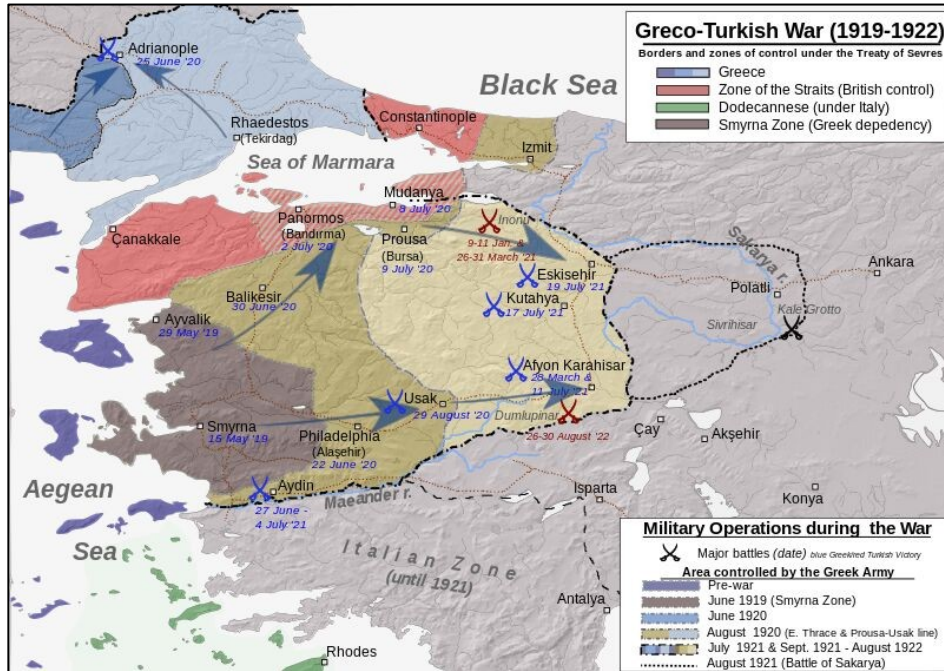 Greco-Turkish War (1919-1922)
Borders and zones of control under the Treaty of Sevres
Greece
Zone of the Straits (British control)
Dodecannese (under Italy)
Smyrna Zone (Greek depedency)
Adrianople
25 June '20
Black Sea
Rhaedestos
(Tekirdag)
Constantinople
Izmit
Sea of Marmara
Mudanya
8 July '20
Panormos
(Bandırma)
2 July '20
Çanakkale
Prousa
(Bursa)
9 July '20
Inonu
9-11 Jan. &
26-31 March '21
Sakarya r.
Ankara
Eskisehir
19 July '21
Polatli
Kale Grotto
Sivrihisar
Balikesir
30 June '20
Kutahya
17 July '21
Ayvalik
29 May '19
Afyon Karahisar
28 March &
11 July '21
Usak
29 August '20
Dumlupinar
26-30 August '22
Smyrna
15 May '19
Philadelphia
(Alaşehir)
22 June '20
Çay
Akşehir
Aydin
27 June -
4 July '21
Maeander r.
Isparta
Konya
Aegean
Sea
Italian Zone
(until 1921)
Antalya
Rhodes
Military Operations during the War
Major battles (date) blue Greek/red Turkish Victory
Area controlled by the Greek Army
Pre-war
June 1919 (Smyrna Zone)
June 1920
August 1920 (E. Thrace & Prousa-Usak line)
July 1921 & Sept. 1921 - August 1922
August 1921 (Battle of Sakarya)